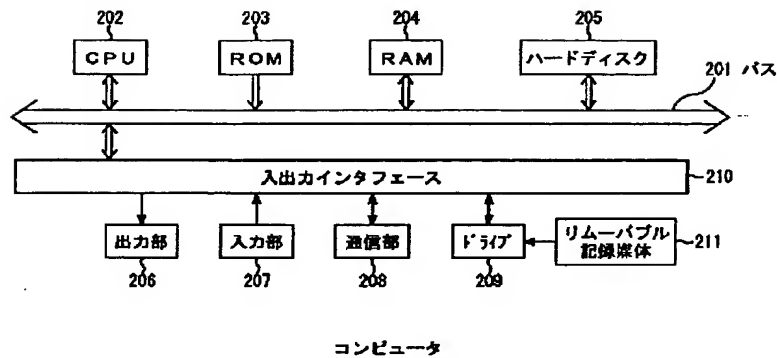 202
203
204
205
CPU
ROM
RAM
ハードディスク
201 バス
入出力インタフェース
210
出力部
入力部
通信部
ドライブ
リムーバブル
記録媒体
206
207
208
209
211
コンピュータ